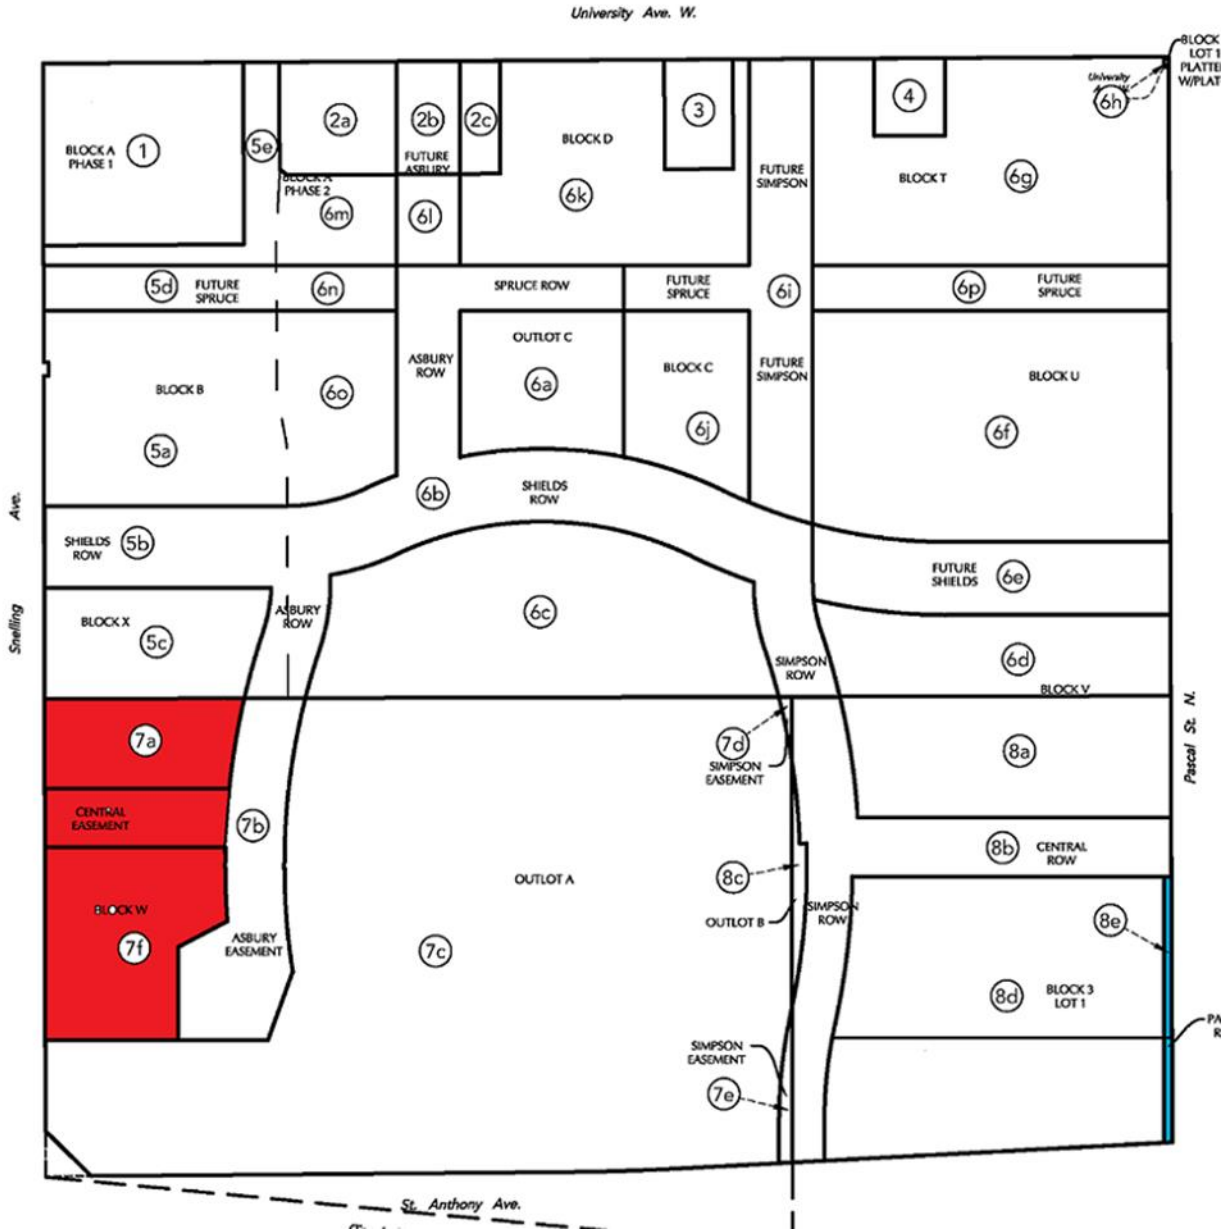 University Ave. W.
BLOCK
LOT 1
PLATTE
W/PLAT
University
6h
1
BLOCK A
PHASE 1
5e
2a
2b
2c
FUTURE
ASBURY
BLOCK D
3
4
FUTURE
SIMPSON
BLOCK T
6g
BLOCK A
PHASE 2
6m
6l
6k
5d
FUTURE
SPRUCE
6n
SPRUCE ROW
FUTURE
SPRUCE
6i
6p
FUTURE
SPRUCE
BLOCK B
6o
ASBURY
ROW
OUTLOT C
6a
BLOCK C
6j
FUTURE
SIMPSON
BLOCK U
6f
5a
6b
SHIELDS
ROW
Snelling Ave.
SHIELDS
ROW
5b
FUTURE
SHIELDS
6e
BLOCK X
5c
ASBURY
ROW
6c
SIMPSON
ROW
6d
BLOCK V
Pascal St. N.
7a
7d
SIMPSON
EASEMENT
8a
CENTRAL
EASEMENT
7b
8b
CENTRAL
ROW
OUTLOT A
8c
OUTLOT B
SIMPSON
ROW
BLOCK W
7f
ASBURY
EASEMENT
7c
8e
8d
BLOCK 3
LOT 1
PA
R
SIMPSON
EASEMENT
7e
St. Anthony Ave.